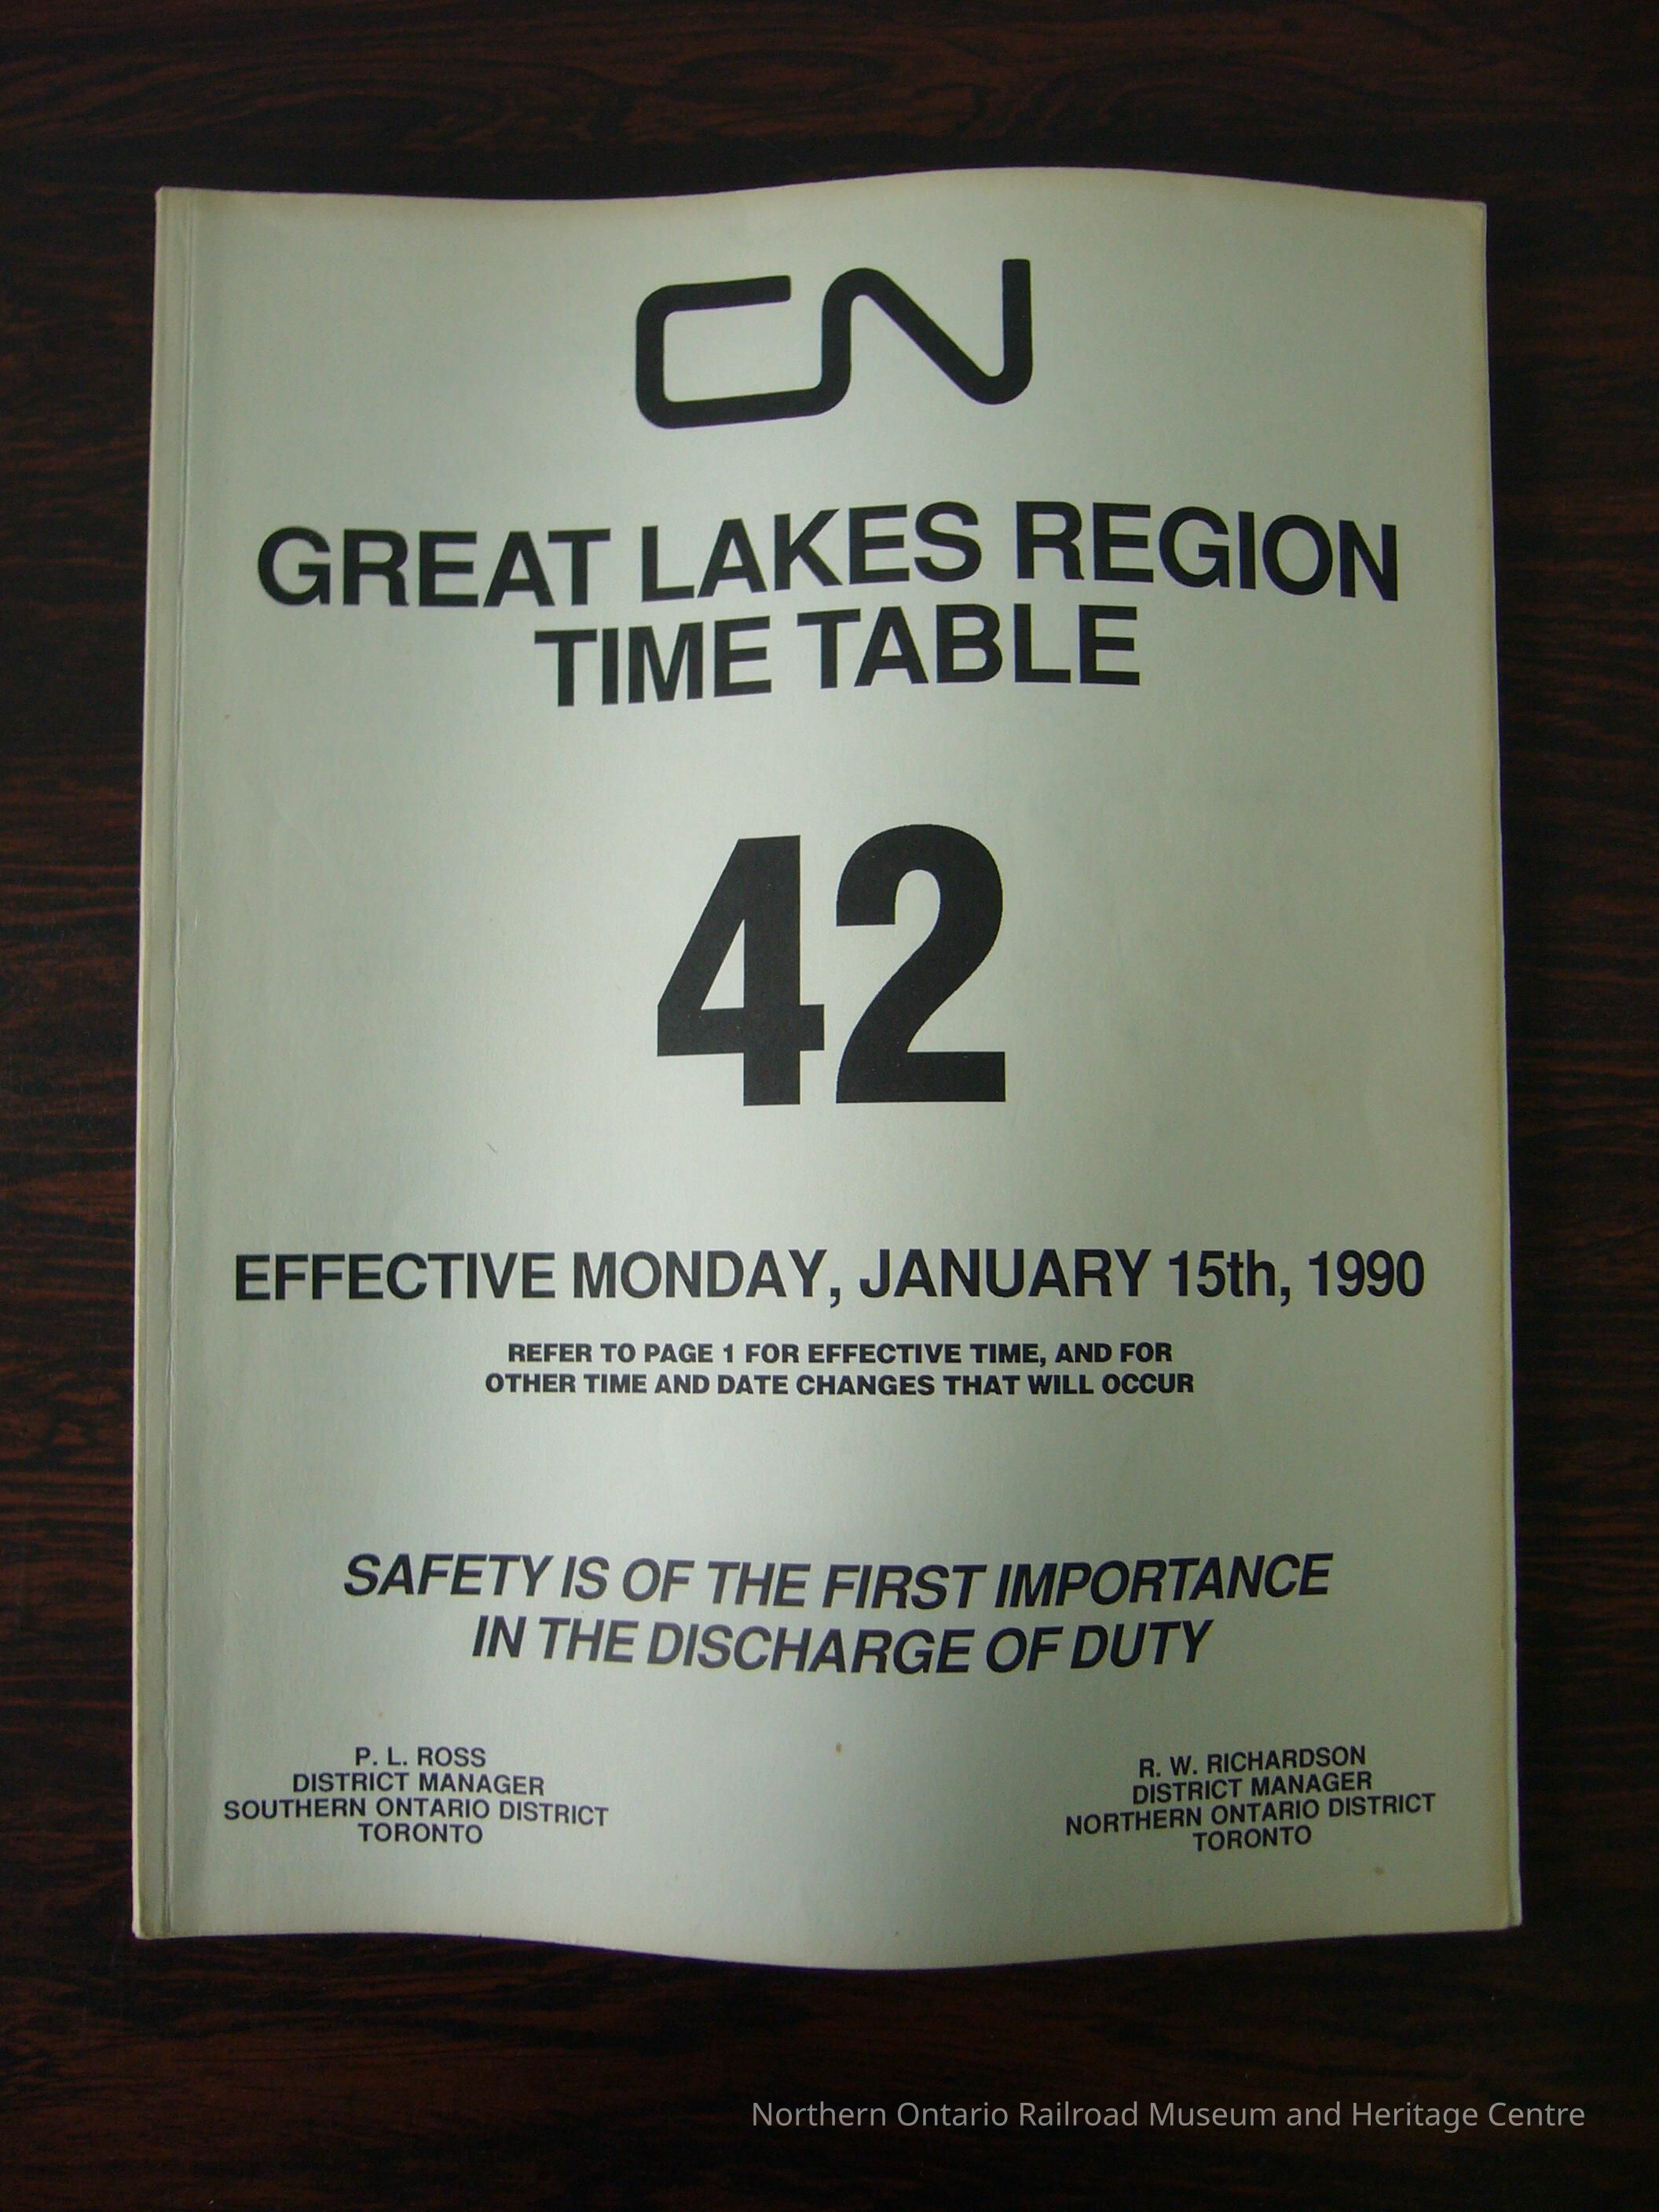 CN
GREAT LAKES REGION
TIME TABLE
42
EFFECTIVE MONDAY, JANUARY 15th, 1990
REFER TO PAGE 1 FOR EFFECTIVE TIME, AND FOR
OTHER TIME AND DATE CHANGES THAT WILL OCCUR
SAFETY IS OF THE FIRST IMPORTANCE
IN THE DISCHARGE OF DUTY
P. L. ROSS
DISTRICT MANAGER
SOUTHERN ONTARIO DISTRICT
TORONTO
R. W. RICHARDSON
DISTRICT MANAGER
NORTHERN ONTARIO DISTRICT
TORONTO
Northern Ontario Railroad Museum and Heritage Centre